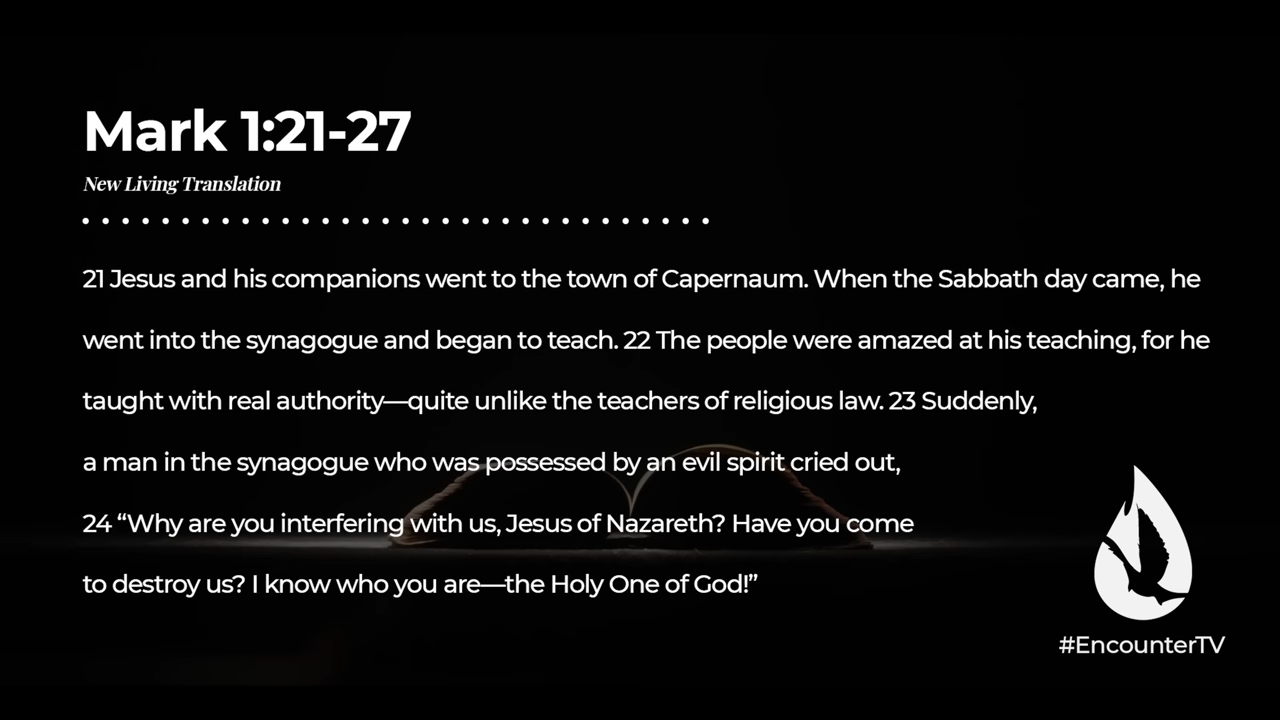 Mark 1:21-27
New Living Translation
21 Jesus and his companions went to the town of Capernaum. When the Sabbath day came, he
went into the synagogue and began to teach. 22 The people were amazed at his teaching, for he
taught with real authority—quite unlike the teachers of religious law. 23 Suddenly,
a man in the synagogue who was possessed by an evil spirit cried out,
24 “Why are you interfering with us, Jesus of Nazareth? Have you come
to destroy us? I know who you are—the Holy One of God!”
#EncounterTV